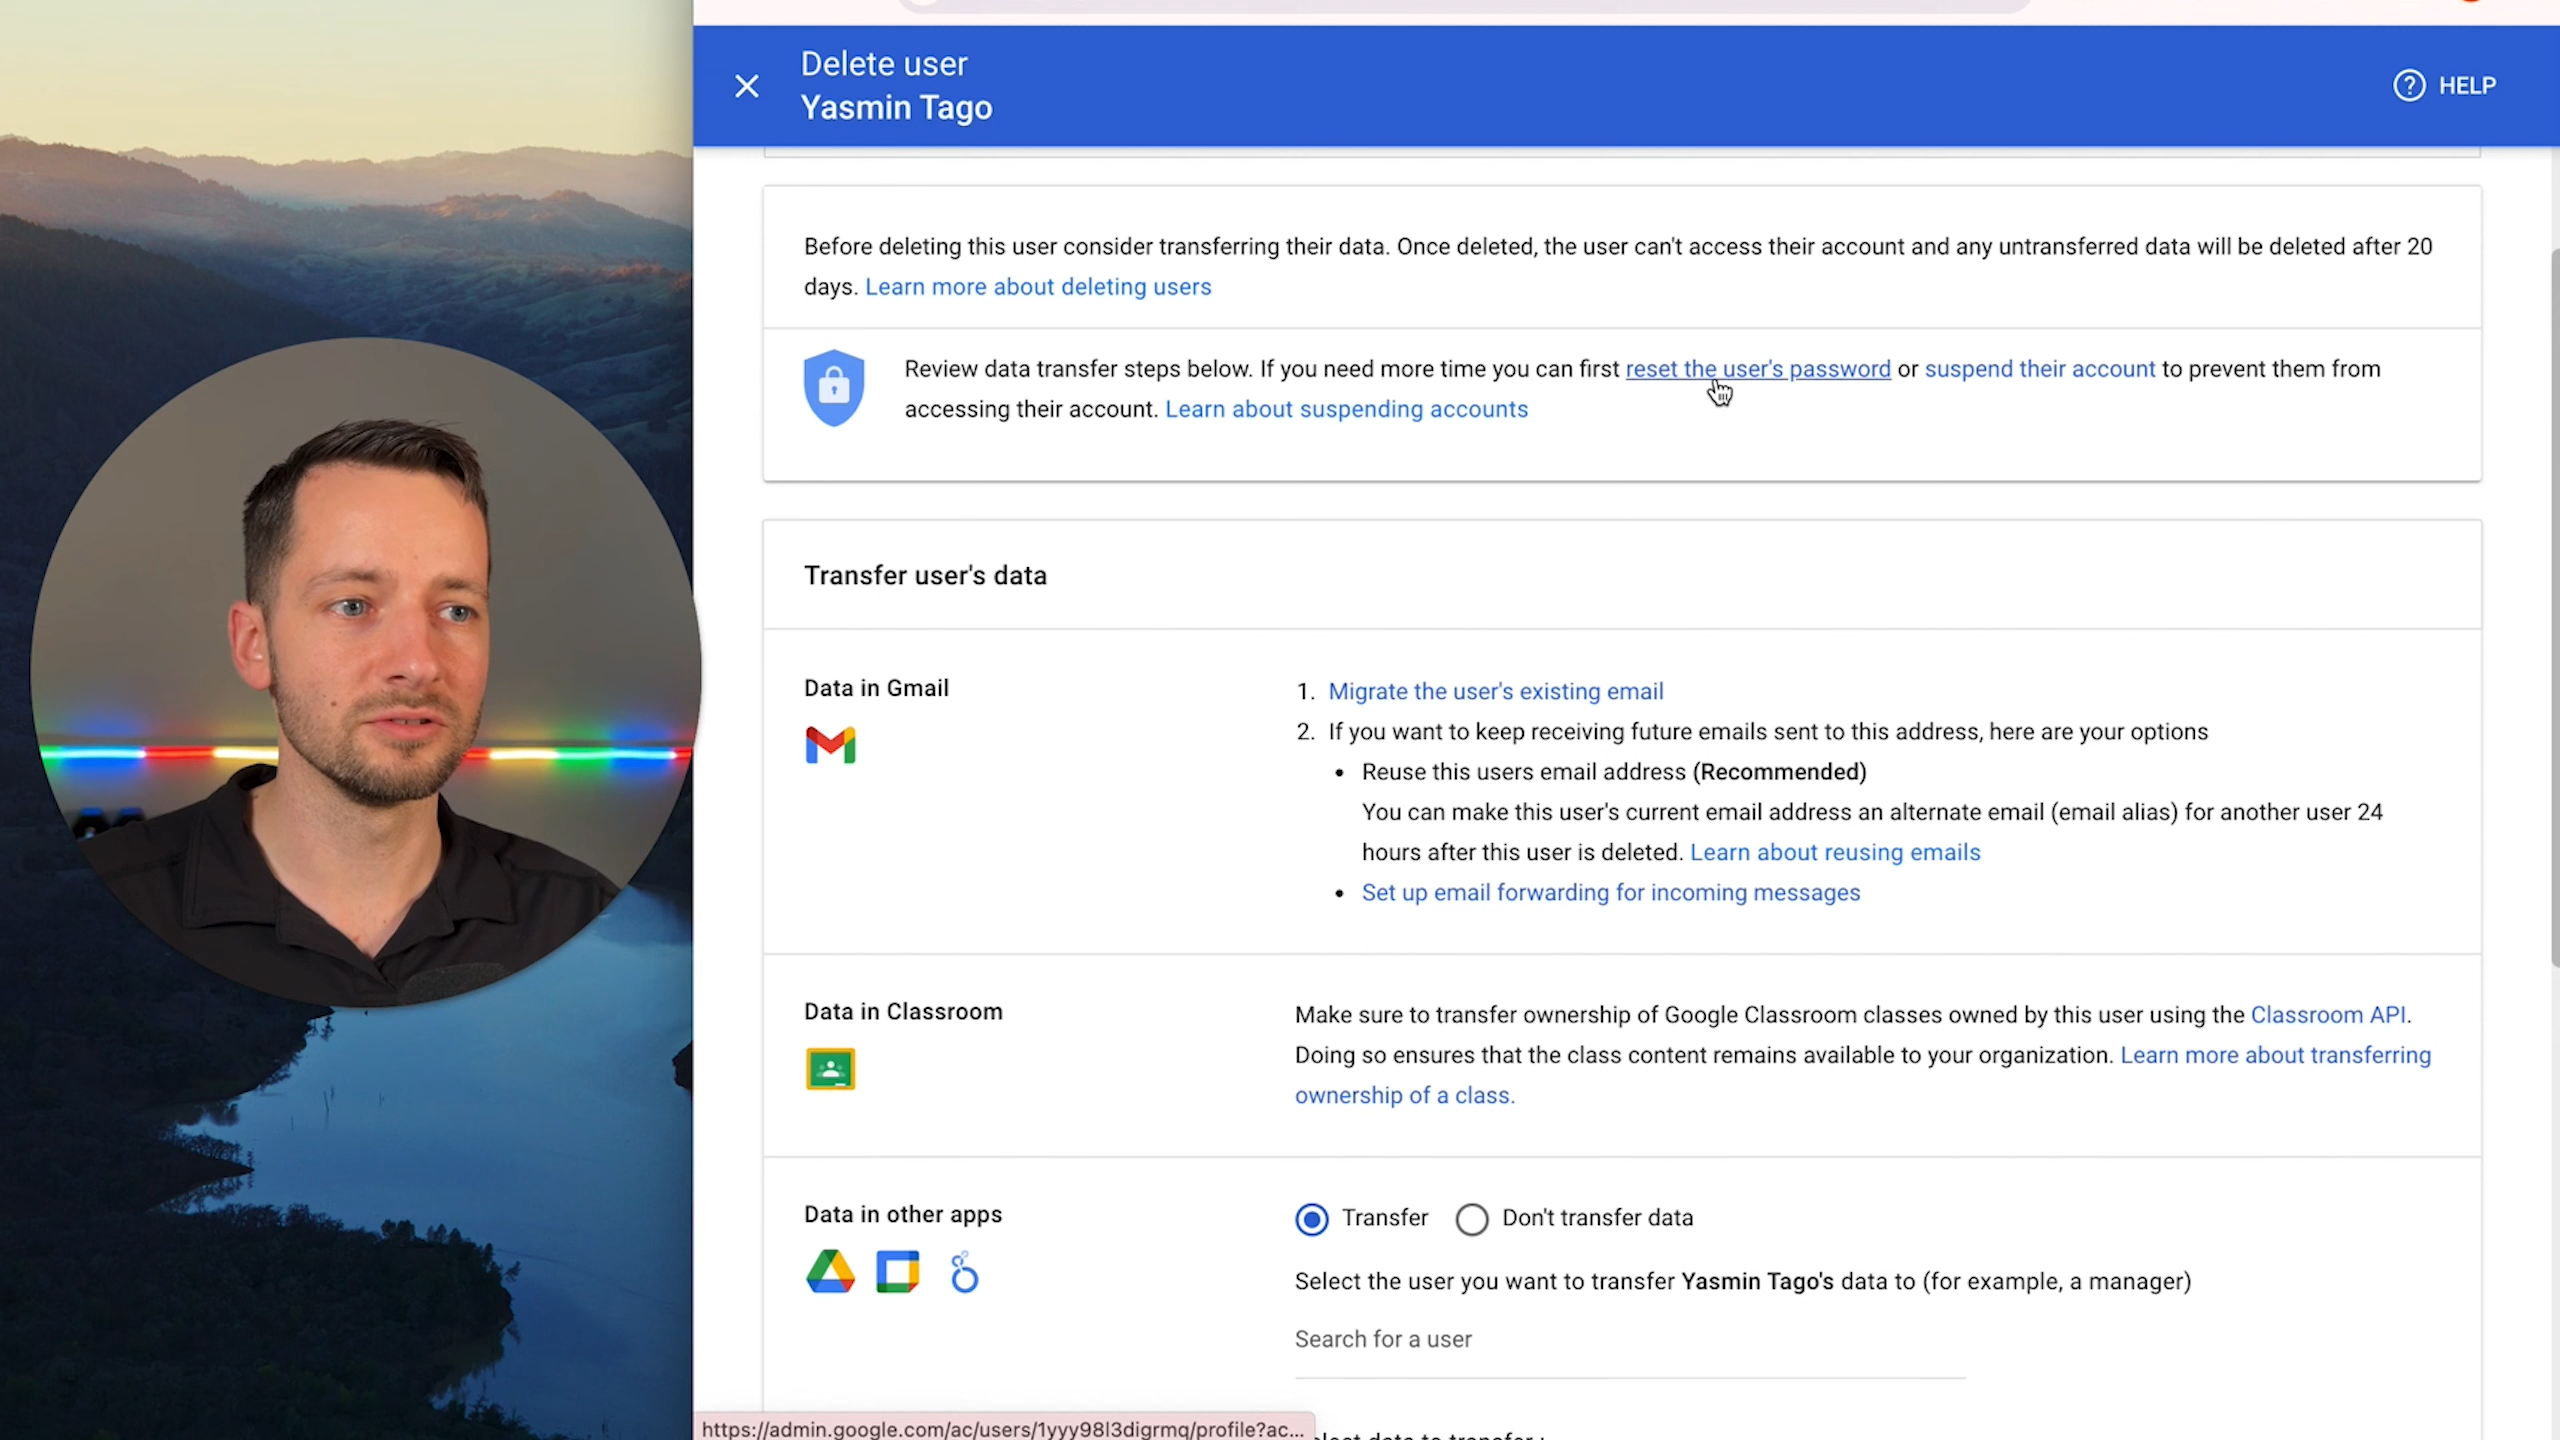 Delete user
Yasmin Tago
HELP
Before deleting this user consider transferring their data. Once deleted, the user can't access their account and any untransferred data will be deleted after 20
days. Learn more about deleting users
Review data transfer steps below. If you need more time you can first reset the user's password or suspend their account to prevent them from
accessing their account. Learn about suspending accounts
Transfer user's data
Data in Gmail
1. Migrate the user's existing email
2. If you want to keep receiving future emails sent to this address, here are your options
• Reuse this users email address (Recommended)
You can make this user's current email address an alternate email (email alias) for another user 24
hours after this user is deleted. Learn about reusing emails
• Set up email forwarding for incoming messages
Data in Classroom
Make sure to transfer ownership of Google Classroom classes owned by this user using the Classroom API.
Doing so ensures that the class content remains available to your organization. Learn more about transferring
ownership of a class.
Data in other apps
Transfer
Don't transfer data
Select the user you want to transfer Yasmin Tago's data to (for example, a manager)
Search for a user
https://admin.google.com/ac/users/1yyy98l3digrmq/profile?ac...
data to transfer :